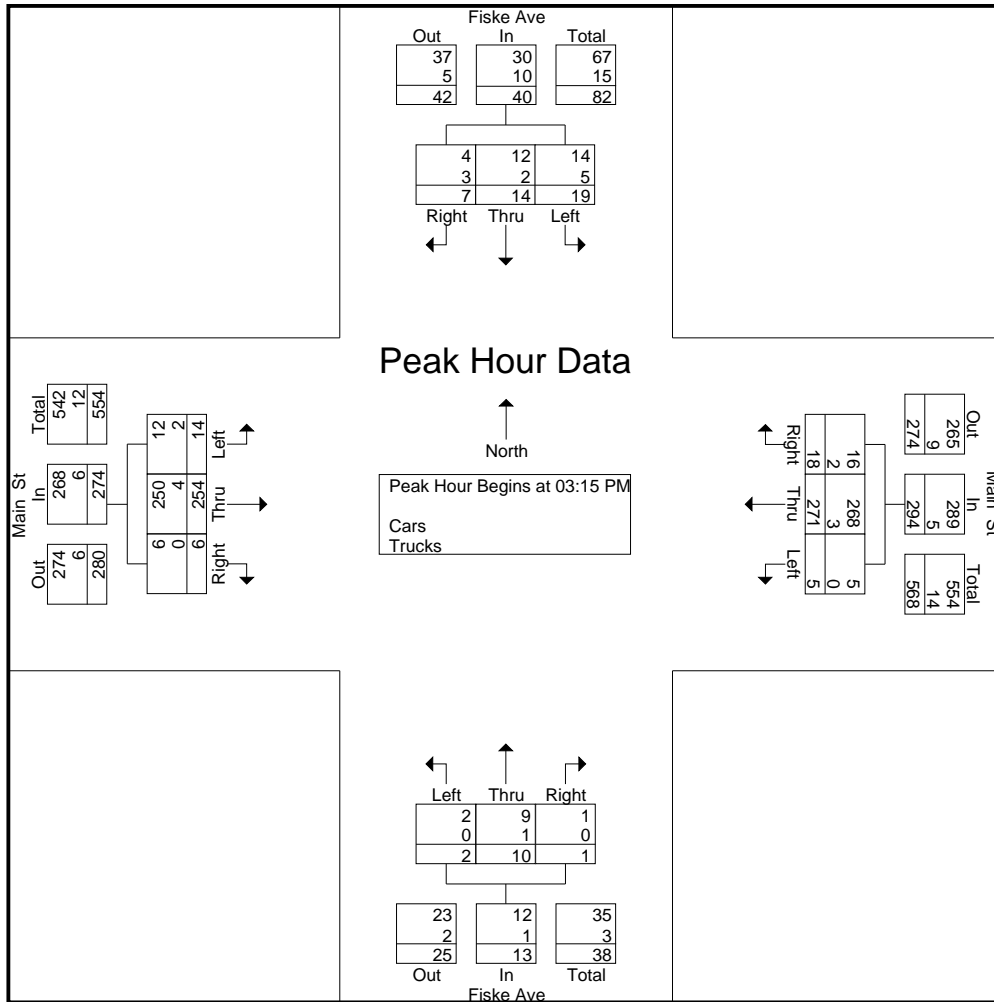 Fiske Ave
Out In Total
37 30 67
5 10 15
42 40 82
4 12 14
3 2 5
7 14 19
Right Thru Left
Peak Hour Data
North
Peak Hour Begins at 03:15 PM
Cars
Trucks
Main St
Out In Total
274 268 542
6 6 12
280 274 554
Right Thru Left
6 250 12
0 4 2
6 254 14
Main St
Out In Total
265 289 554
9 5 14
274 294 568
Right Thru Left
16 268 5
2 3 0
18 271 5
Left Thru Right
2 9 1
0 1 0
2 10 1
23 12 35
2 1 3
25 13 38
Out In Total
Fiske Ave